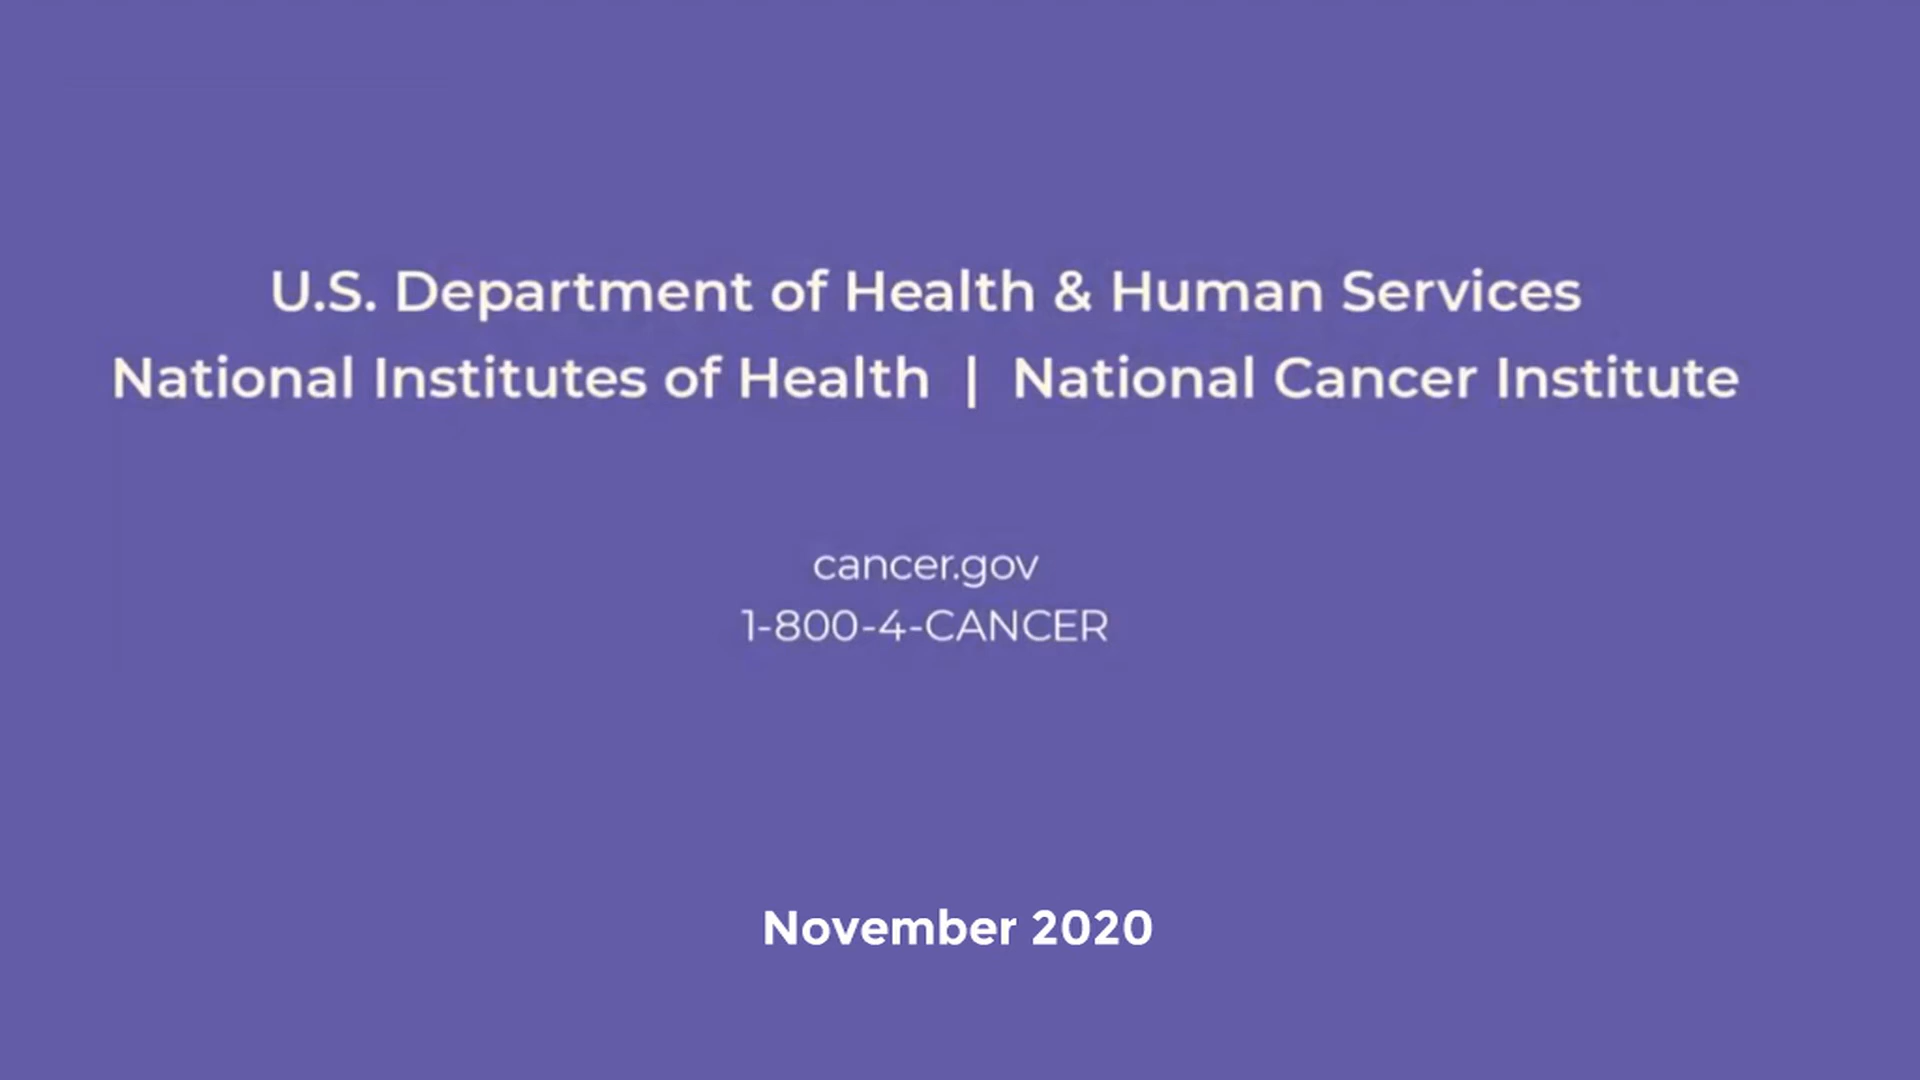 U.S. Department of Health & Human Services
National Institutes of Health | National Cancer Institute
cancer.gov
1-800-4-CANCER
November 2020